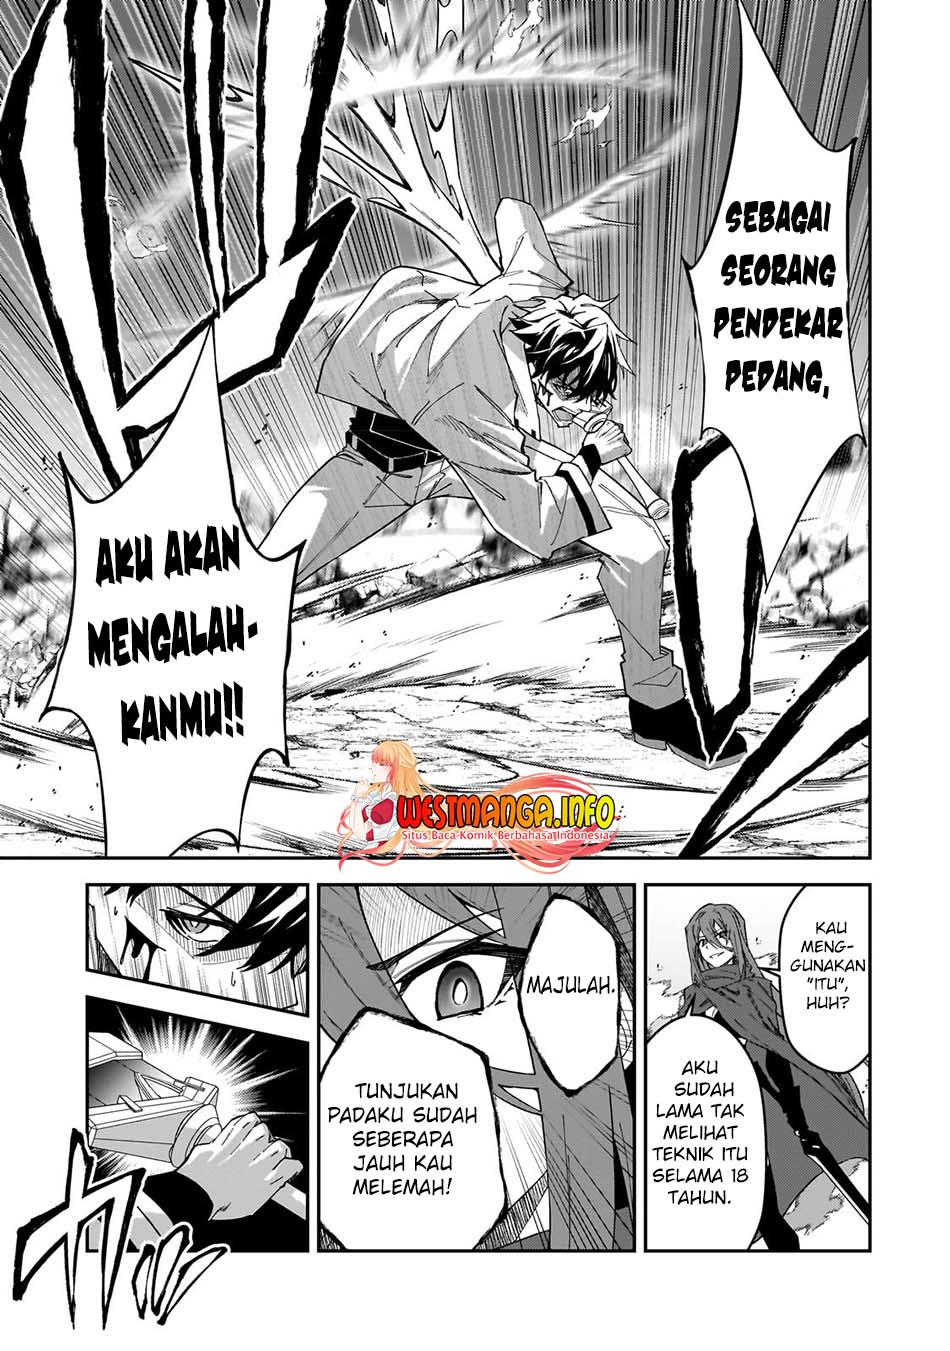 SEBAGAI
SEORANG
PENDEKAR
PEDANG,
AKU AKAN
MENGALAH-
KANMU!!
WESTMANGA.INFO
Situs Baca Komik Berbahasa Indonesia
KAU
MENG-
GUNAKAN
"ITU",
HUH?
AKU
SUDAH
LAMA TAK
MELIHAT
TEKNIK ITU
SELAMA 18
TAHUN.
MAJULAH.
TUNJUKAN
PADAKU SUDAH
SEBERAPA
JAUH KAU
MELEMAH!